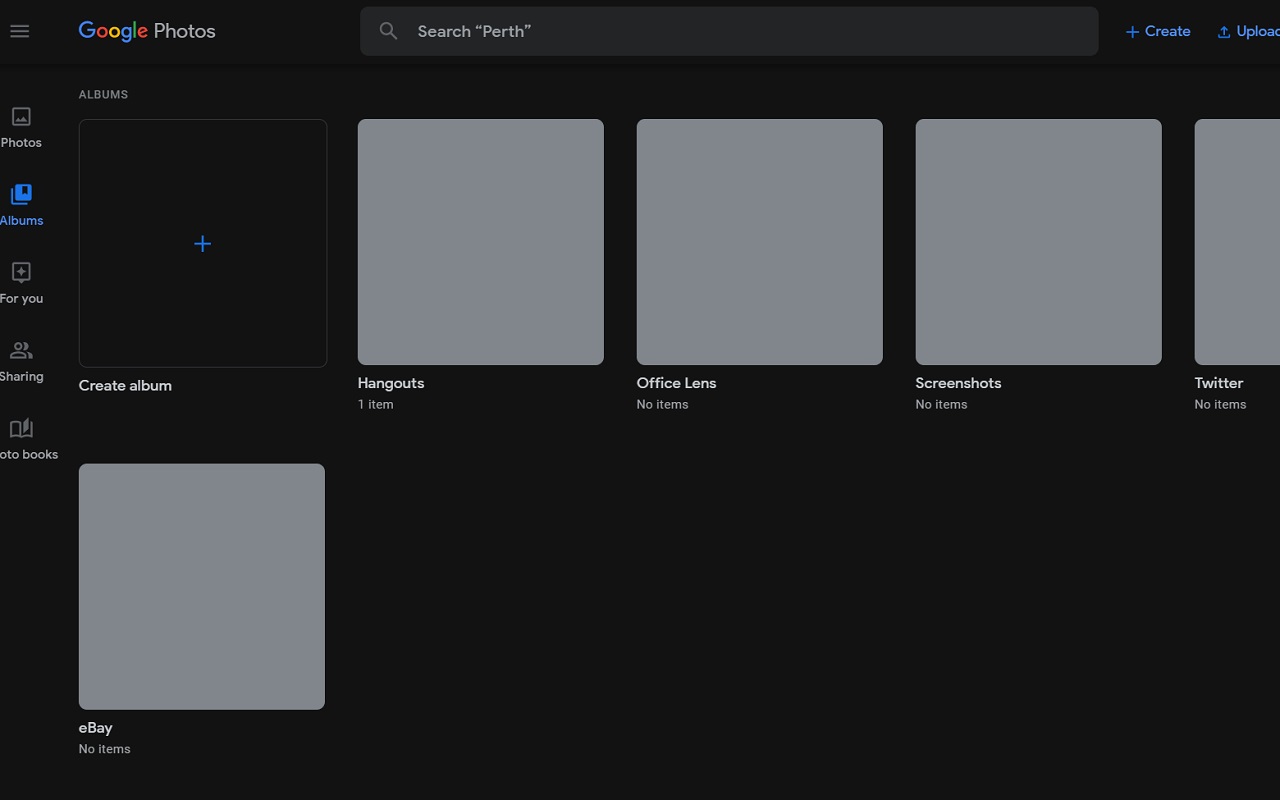 Google Photos
Search “Perth”
Create
Uploa
ALBUMS
Photos
Albums
For you
Sharing
oto books
Create album
Hangouts
1 item
Office Lens
No items
Screenshots
No items
Twitter
No items
eBay
No items